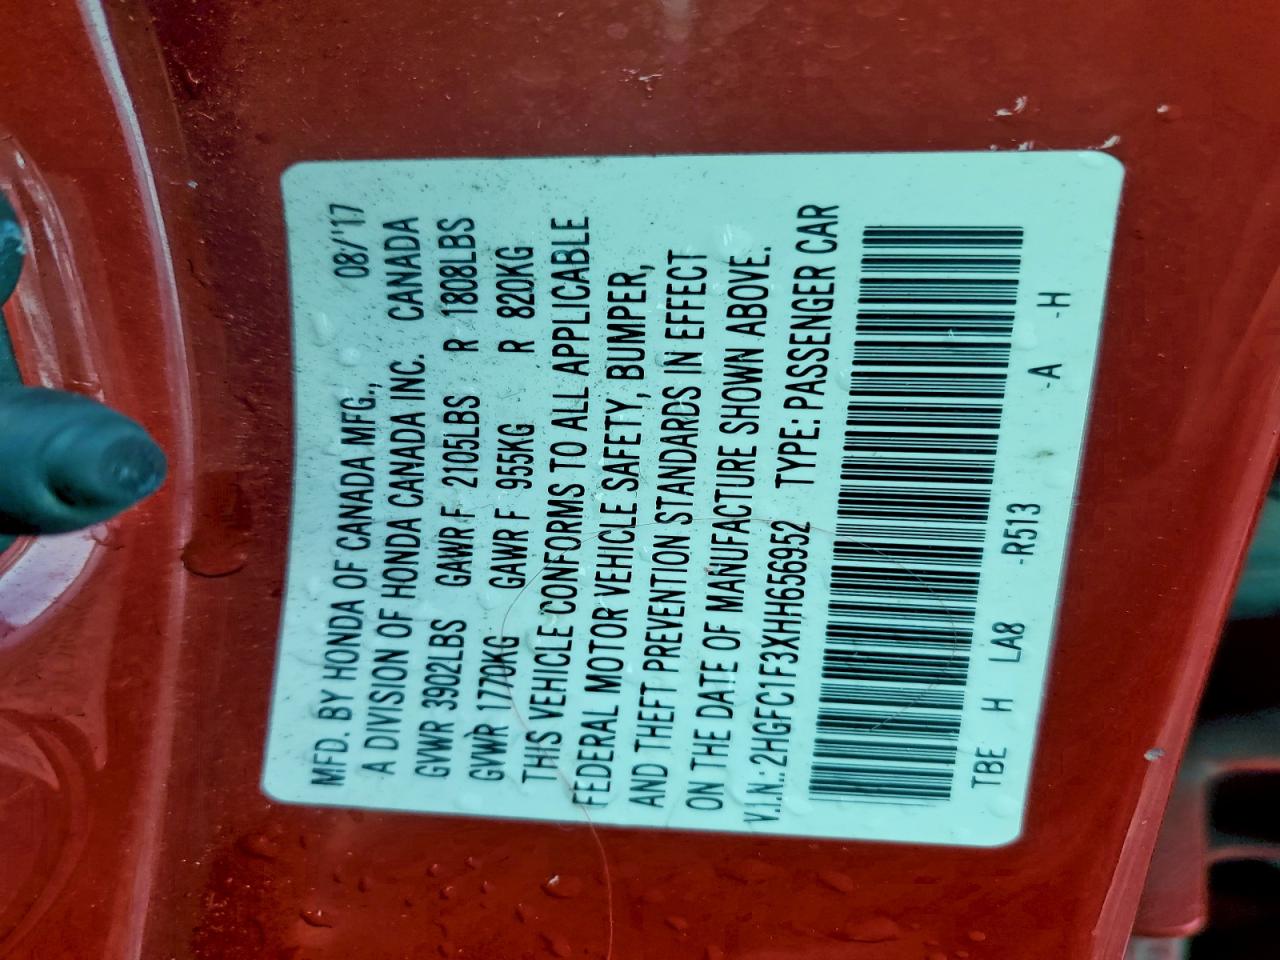 MFD. BY HONDA OF CANADA MFG., 08/'17
A DIVISION OF HONDA CANADA INC. CANADA
GVWR 3902LBS GAWR F 2105LBS R 1808LBS
GVWR 1770KG GAWR F 955KG R 820KG
THIS VEHICLE CONFORMS TO ALL APPLICABLE
FEDERAL MOTOR VEHICLE SAFETY, BUMPER,
AND THEFT PREVENTION STANDARDS IN EFFECT
ON THE DATE OF MANUFACTURE SHOWN ABOVE.
V.I.N.: 2HGFC1F3XHH656952 TYPE: PASSENGER CAR
TBE H LA8 -R513 -A -H